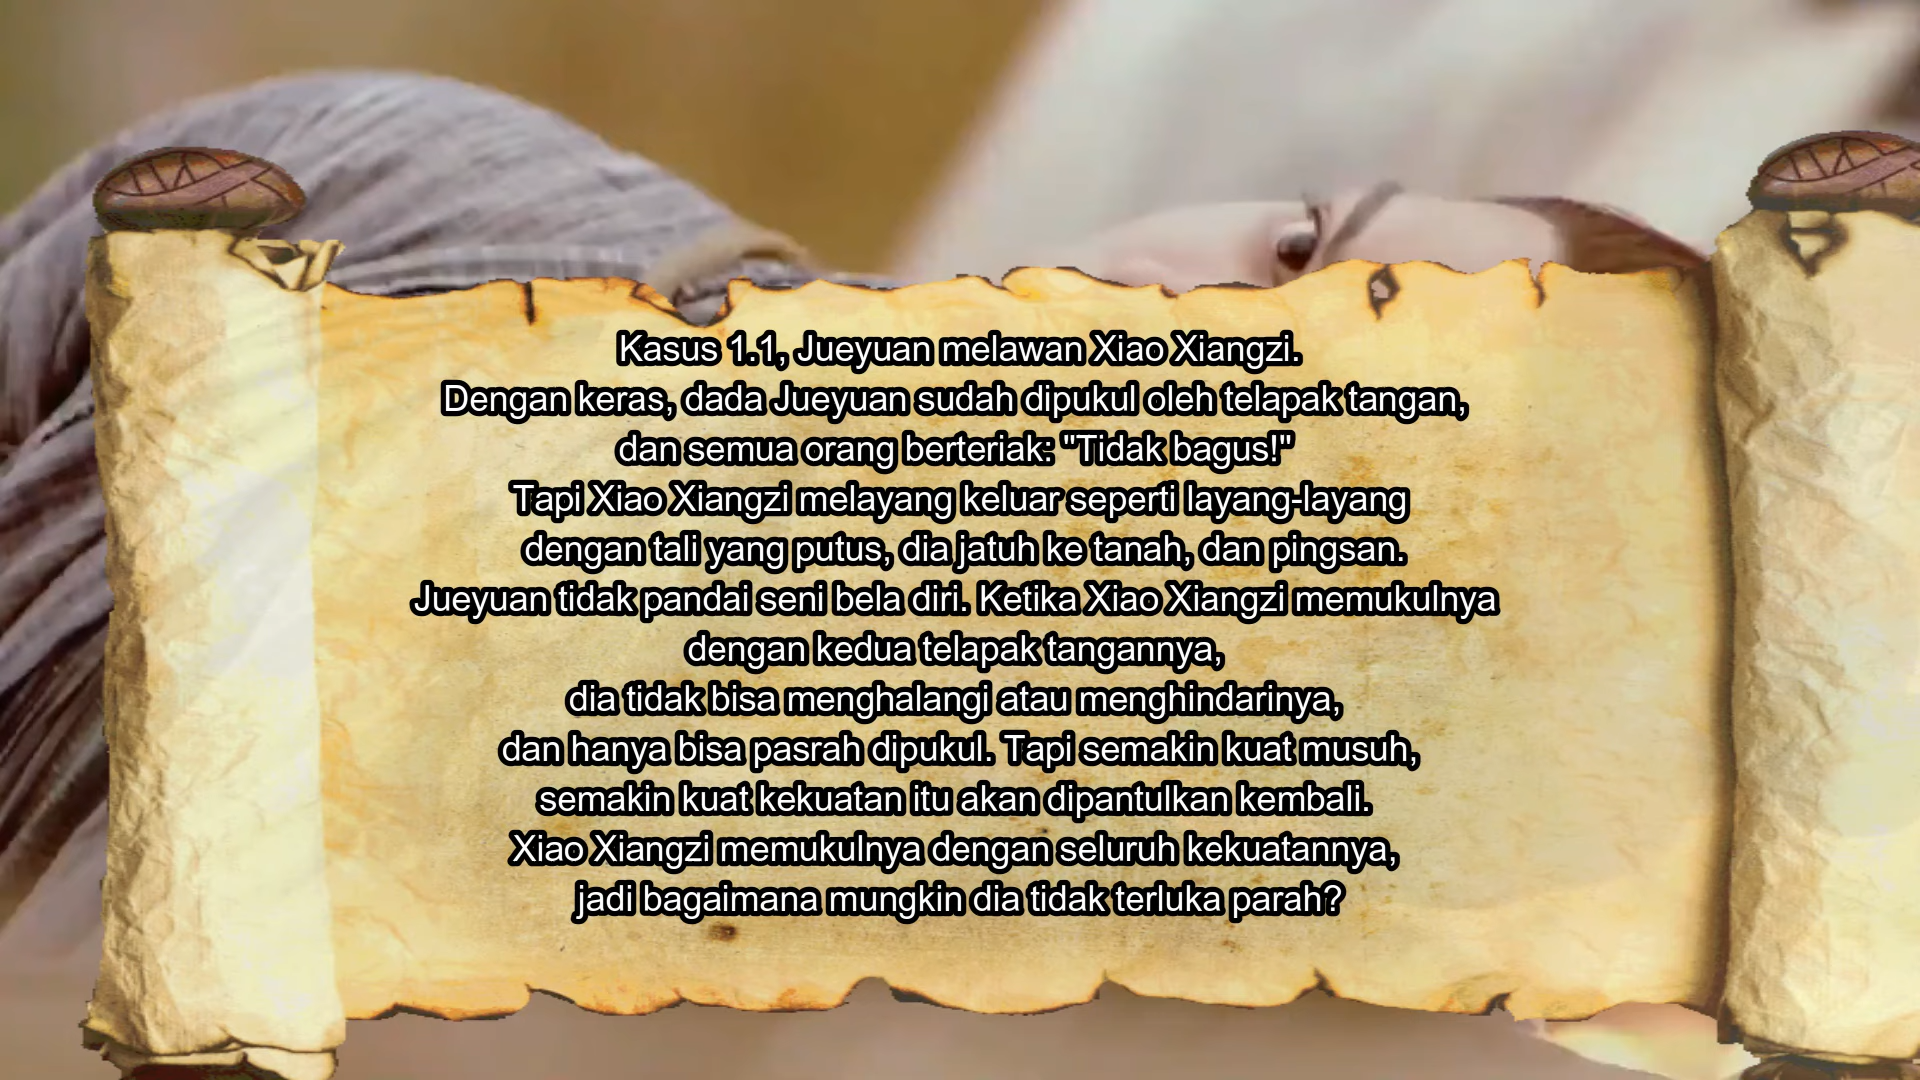 Kasus 1.1, Jueyuan melawan Xiao Xiangzi.
Dengan keras, dada Jueyuan sudah dipukul oleh telapak tangan,
dan semua orang berteriak: "Tidak bagus!"
Tapi Xiao Xiangzi melayang keluar seperti layang-layang
dengan tali yang putus, dia jatuh ke tanah, dan pingsan.
Jueyuan tidak pandai seni bela diri. Ketika Xiao Xiangzi memukulnya
dengan kedua telapak tangannya,
dia tidak bisa menghalangi atau menghindarinya,
dan hanya bisa pasrah dipukul. Tapi semakin kuat musuh,
semakin kuat kekuatan itu akan dipantulkan kembali.
Xiao Xiangzi memukulnya dengan seluruh kekuatannya,
jadi bagaimana mungkin dia tidak terluka parah?